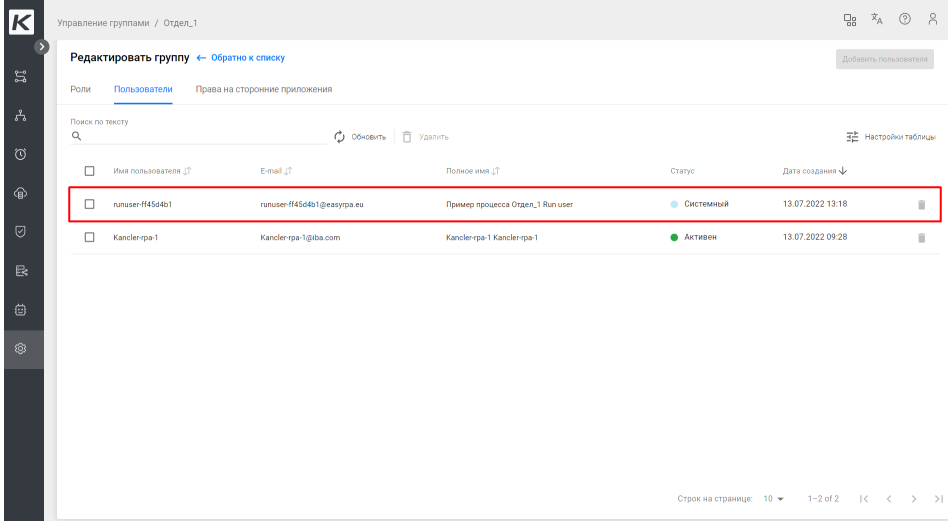 K
Управление группами / Отдел_1
Редактировать группу ← Обратно к списку
Добавить пользователя
Роли Пользователи Права на сторонние приложения
Поиск по тексту
Обновить Удалить Настройки таблицы
Имя пользователя E-mail Полное имя Статус Дата создания
runuser-ff45d4b1 runuser-ff45d4b1@easyrpa.eu Пример процесса Отдел_1 Run user Системный 13.07.2022 13:18
Kancler-rpa-1 Kancler-rpa-1@iba.com Kancler-rpa-1 Kancler-rpa-1 Активен 13.07.2022 09:28
Строк на странице: 10 1–2 of 2